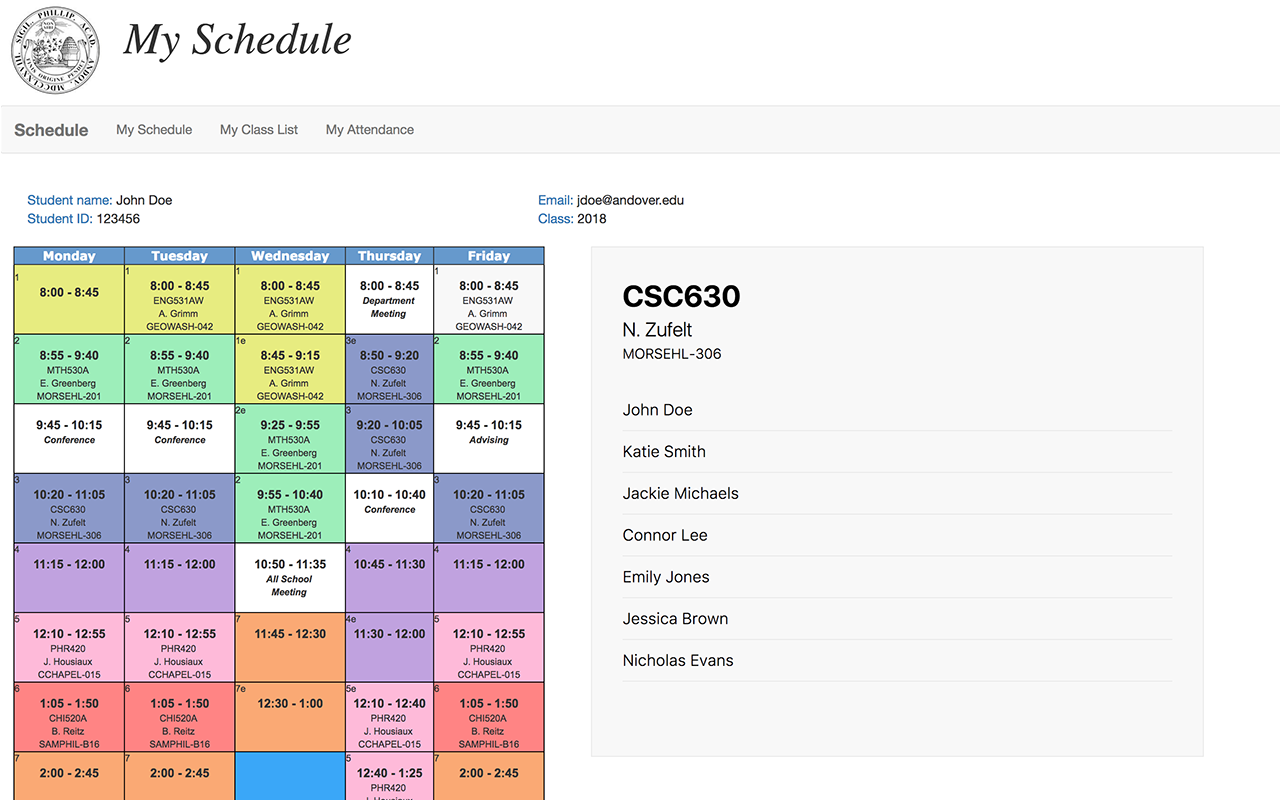 SIGIL. PHILLIP. ACAD. ANDOV. MDCCLXXVIII.
NON SIBI
FINIS ORIGINE PENDET
My Schedule
Schedule My Schedule My Class List My Attendance
Student name: John Doe Email: jdoe@andover.edu
Student ID: 123456 Class: 2018
Monday Tuesday Wednesday Thursday Friday
1 1 1 1
8:00 - 8:45 8:00 - 8:45 8:00 - 8:45 8:00 - 8:45 8:00 - 8:45
ENG531AW ENG531AW Department ENG531AW
A. Grimm A. Grimm Meeting A. Grimm
GEOWASH-042 GEOWASH-042 GEOWASH-042
2 2 1e 3e 2
8:55 - 9:40 8:55 - 9:40 8:45 - 9:15 8:50 - 9:20 8:55 - 9:40
MTH530A MTH530A ENG531AW CSC630 MTH530A
E. Greenberg E. Greenberg A. Grimm N. Zufelt E. Greenberg
MORSEHL-201 MORSEHL-201 GEOWASH-042 MORSEHL-306 MORSEHL-201
2e 3
9:45 - 10:15 9:45 - 10:15 9:25 - 9:55 9:20 - 10:05 9:45 - 10:15
Conference Conference MTH530A CSC630 Advising
E. Greenberg N. Zufelt
MORSEHL-201 MORSEHL-306
3 3 2 3
10:20 - 11:05 10:20 - 11:05 9:55 - 10:40 10:10 - 10:40 10:20 - 11:05
CSC630 CSC630 MTH530A Conference CSC630
N. Zufelt N. Zufelt E. Greenberg N. Zufelt
MORSEHL-306 MORSEHL-306 MORSEHL-201 MORSEHL-306
4 4 4 4
11:15 - 12:00 11:15 - 12:00 10:50 - 11:35 10:45 - 11:30 11:15 - 12:00
All School
Meeting
5 5 7 4e 5
12:10 - 12:55 12:10 - 12:55 11:45 - 12:30 11:30 - 12:00 12:10 - 12:55
PHR420 PHR420 PHR420
J. Housiaux J. Housiaux J. Housiaux
CCHAPEL-015 CCHAPEL-015 CCHAPEL-015
6 6 7e 5e 6
1:05 - 1:50 1:05 - 1:50 12:30 - 1:00 12:10 - 12:40 1:05 - 1:50
CHI520A CHI520A PHR420 CHI520A
B. Reitz B. Reitz J. Housiaux B. Reitz
SAMPHIL-B16 SAMPHIL-B16 CCHAPEL-015 SAMPHIL-B16
7 7 5 7
2:00 - 2:45 2:00 - 2:45 12:40 - 1:25 2:00 - 2:45
PHR420
J. Housiaux
CSC630
N. Zufelt
MORSEHL-306
John Doe
Katie Smith
Jackie Michaels
Connor Lee
Emily Jones
Jessica Brown
Nicholas Evans